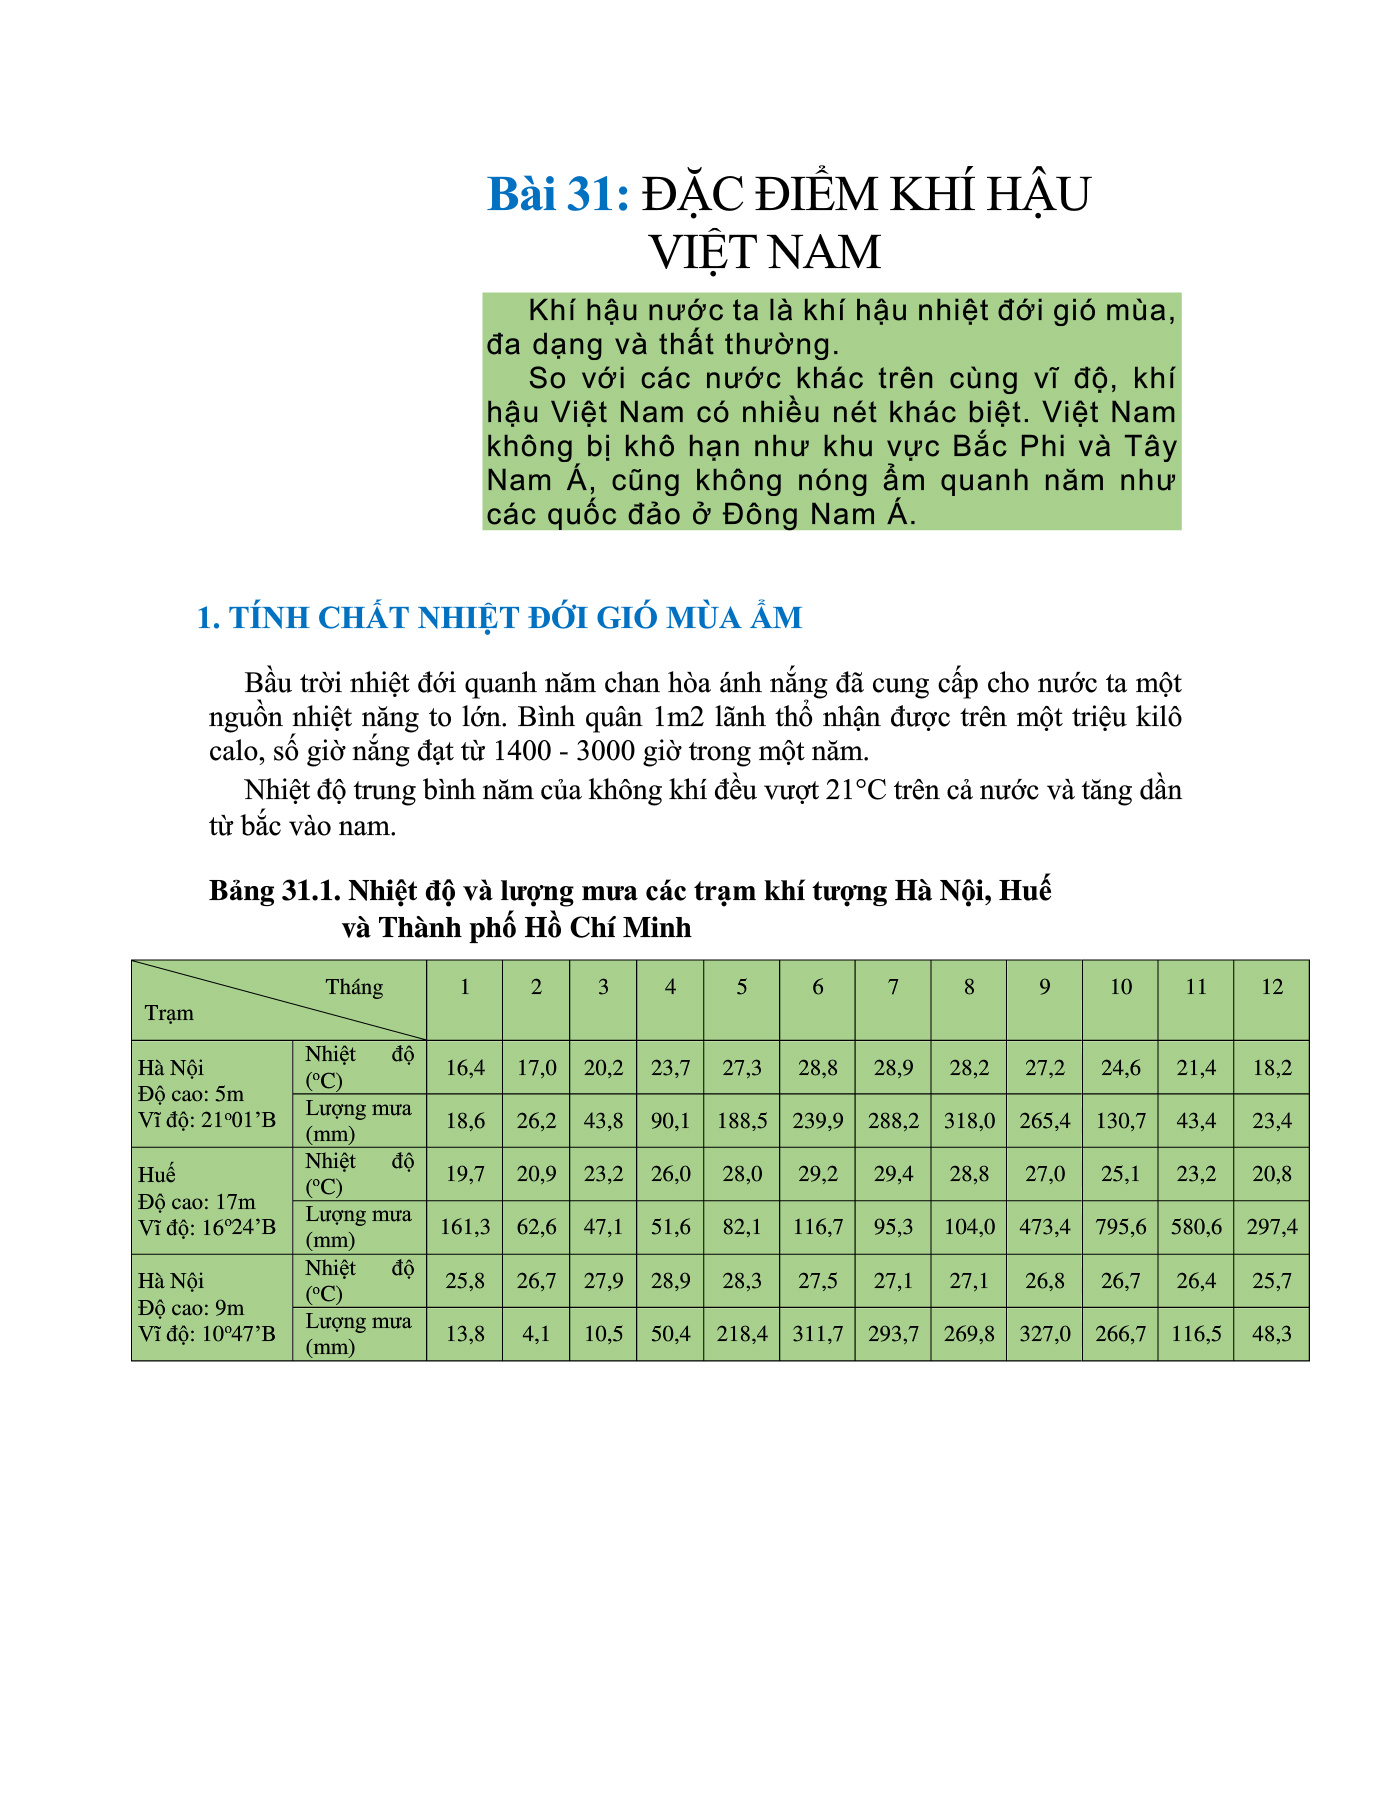 Bài 31: ĐẶC ĐIỂM KHÍ HẬU
VIỆT NAM
Khí hậu nước ta là khí hậu nhiệt đới gió mùa,
đa dạng và thất thường.
So với các nước khác trên cùng vĩ độ, khí
hậu Việt Nam có nhiều nét khác biệt. Việt Nam
không bị khô hạn như khu vực Bắc Phi và Tây
Nam Á, cũng không nóng ẩm quanh năm như
các quốc đảo ở Đông Nam Á.
1. TÍNH CHẤT NHIỆT ĐỚI GIÓ MÙA ẨM
Bầu trời nhiệt đới quanh năm chan hòa ánh nắng đã cung cấp cho nước ta một
nguồn nhiệt năng to lớn. Bình quân 1m2 lãnh thổ nhận được trên một triệu kilô
calo, số giờ nắng đạt từ 1400 - 3000 giờ trong một năm.
Nhiệt độ trung bình năm của không khí đều vượt 21°C trên cả nước và tăng dần
từ bắc vào nam.
Bảng 31.1. Nhiệt độ và lượng mưa các trạm khí tượng Hà Nội, Huế
và Thành phố Hồ Chí Minh
Tháng 1 2 3 4 5 6 7 8 9 10 11 12
Trạm
Hà Nội
Độ cao: 5m
Vĩ độ: 21º01’B
Nhiệt độ
(ºC)
16,4 17,0 20,2 23,7 27,3 28,8 28,9 28,2 27,2 24,6 21,4 18,2
Lượng mưa
(mm)
18,6 26,2 43,8 90,1 188,5 239,9 288,2 318,0 265,4 130,7 43,4 23,4
Huế
Độ cao: 17m
Vĩ độ: 16º24’B
Nhiệt độ
(ºC)
19,7 20,9 23,2 26,0 28,0 29,2 29,4 28,8 27,0 25,1 23,2 20,8
Lượng mưa
(mm)
161,3 62,6 47,1 51,6 82,1 116,7 95,3 104,0 473,4 795,6 580,6 297,4
Hà Nội
Độ cao: 9m
Vĩ độ: 10º47’B
Nhiệt độ
(ºC)
25,8 26,7 27,9 28,9 28,3 27,5 27,1 27,1 26,8 26,7 26,4 25,7
Lượng mưa
(mm)
13,8 4,1 10,5 50,4 218,4 311,7 293,7 269,8 327,0 266,7 116,5 48,3